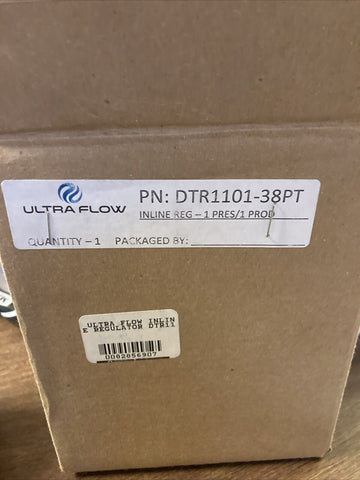 ULTRA FLOW
PN: DTR1101-38PT
INLINE REG – 1 PRES/1 PROD
QUANTITY – 1 PACKAGED BY:
ULTRA FLOW INLIN
E REGULATOR DTR11
0002056907